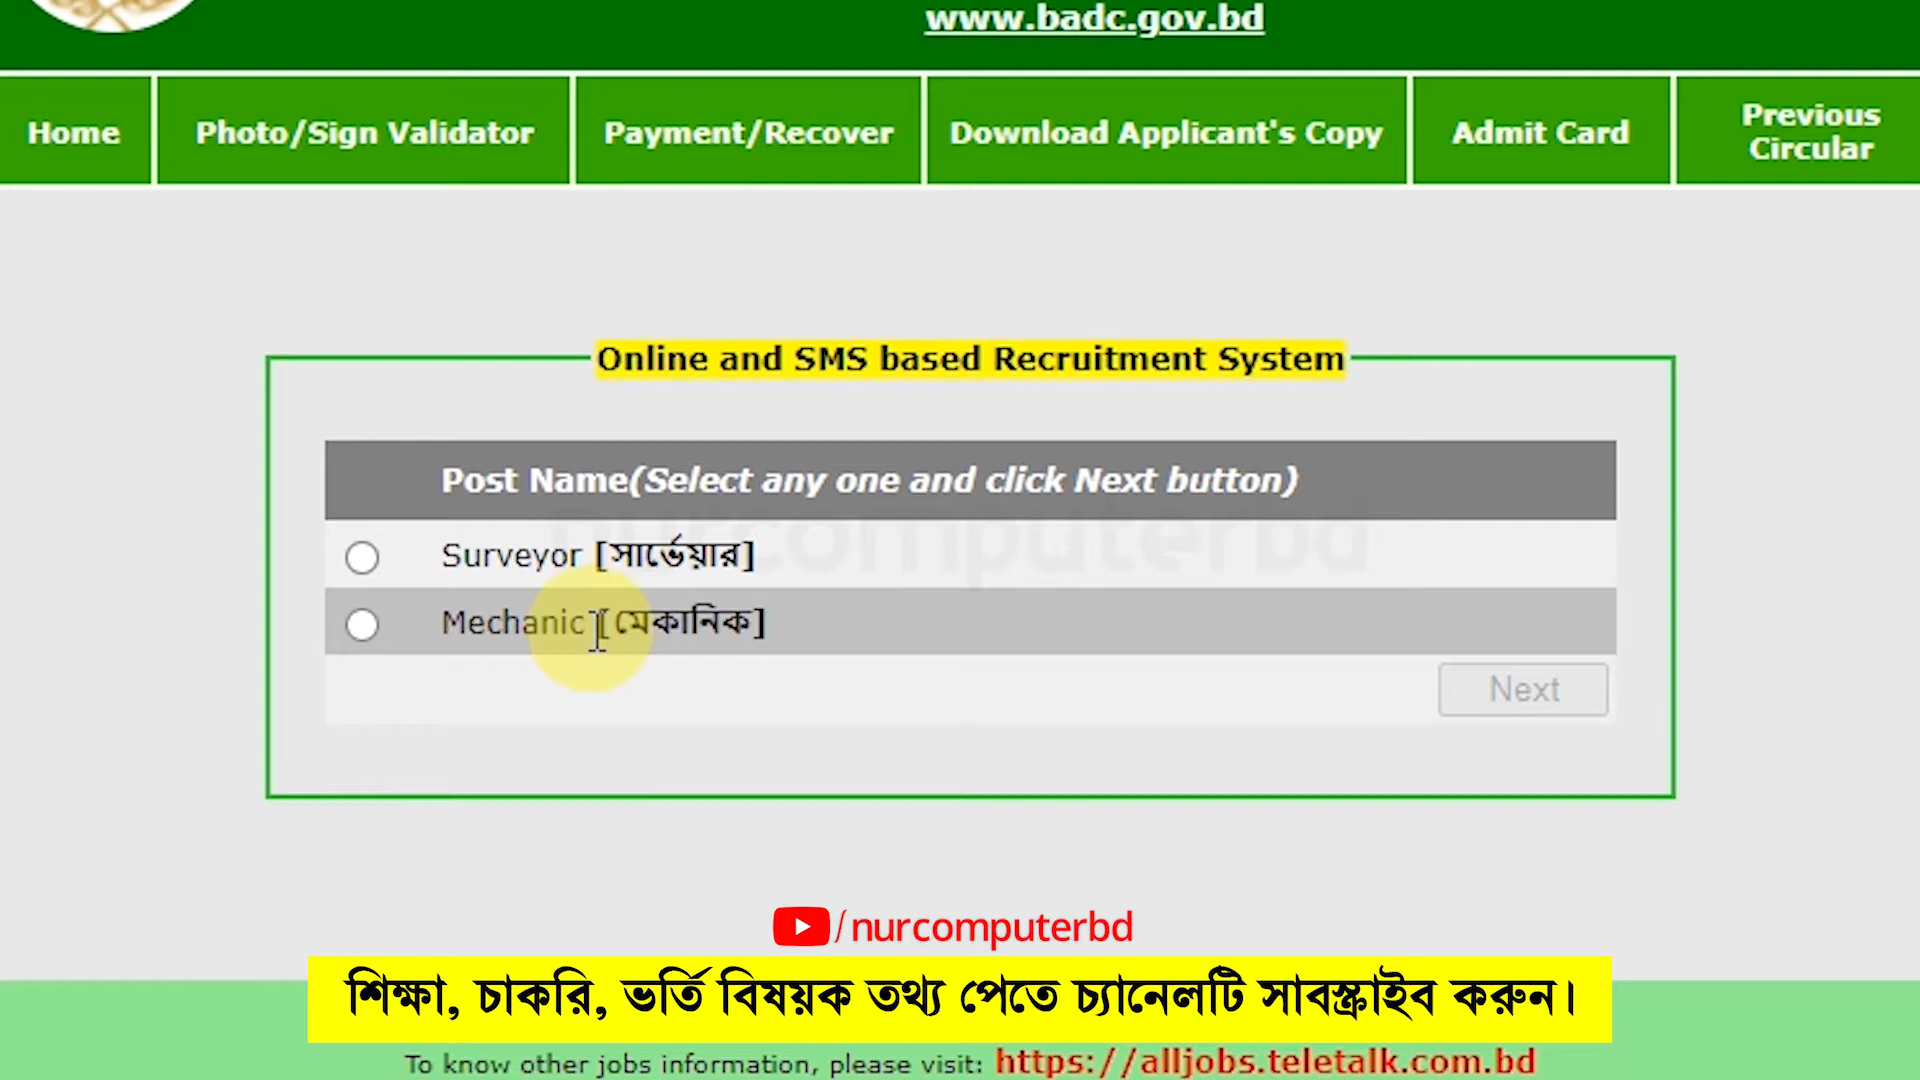 www.badc.gov.bd
Home
Photo/Sign Validator
Payment/Recover
Download Applicant's Copy
Admit Card
Previous
Circular
Online and SMS based Recruitment System
Post Name(Select any one and click Next button)
nurcomputerbd
Surveyor [সার্ভেয়ার]
Mechanic [মেকানিক]
Next
/nurcomputerbd
শিক্ষা, চাকরি, ভর্তি বিষয়ক তথ্য পেতে চ্যানেলটি সাবস্ক্রাইব করুন।
To know other jobs information, please visit: https://alljobs.teletalk.com.bd